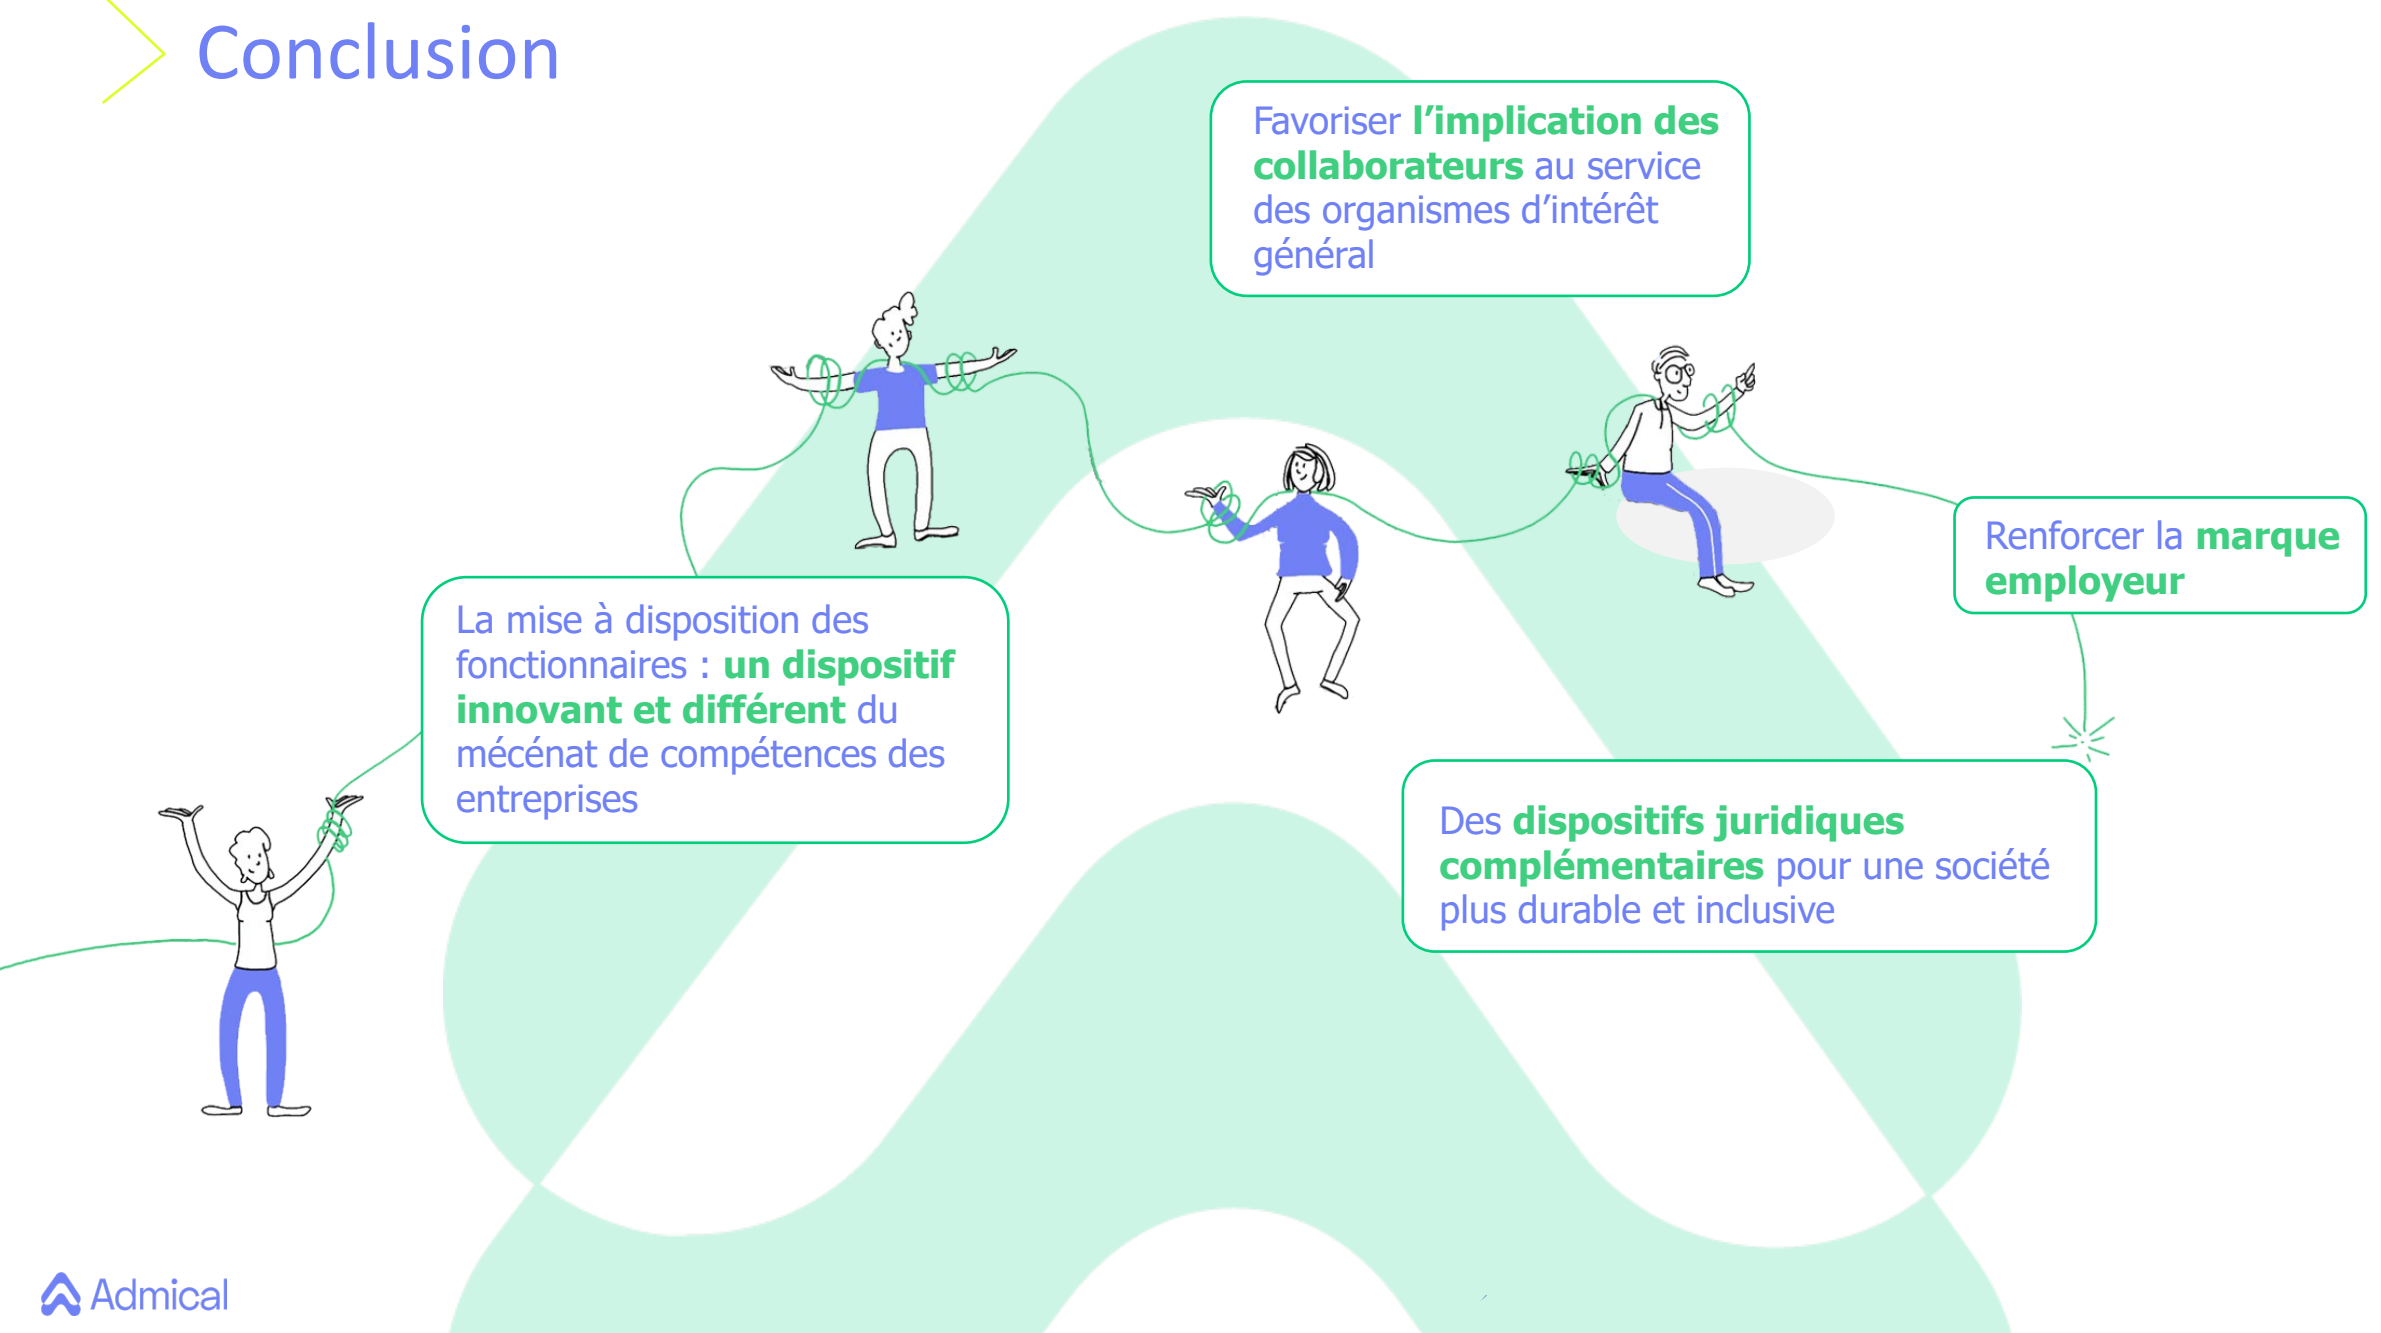 Conclusion
Favoriser l’implication des
collaborateurs au service
des organismes d’intérêt
général
Renforcer la marque
employeur
La mise à disposition des
fonctionnaires : un dispositif
innovant et différent du
mécénat de compétences des
entreprises
Des dispositifs juridiques
complémentaires pour une société
plus durable et inclusive
Admical